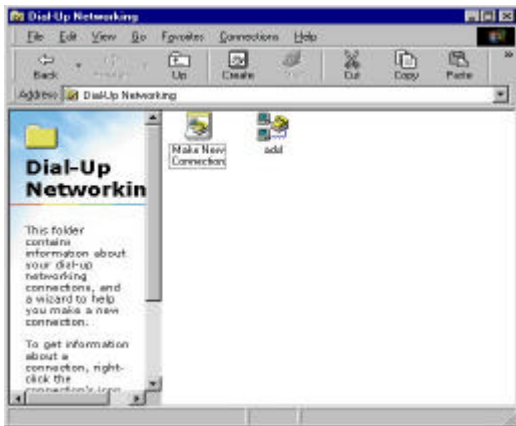 Dial-Up Networking
File Edit View Go Favorites Connections Help
Back Up Create Cut Copy Paste »
Address Dial-Up Networking
Make New
Connection
Dial-Up
Networkin
This folder
contains
information about
your dial-up
networking
connections, and
a wizard to help
you make a new
connection.
To get information
about a
connection, right-
click the
connection's icon